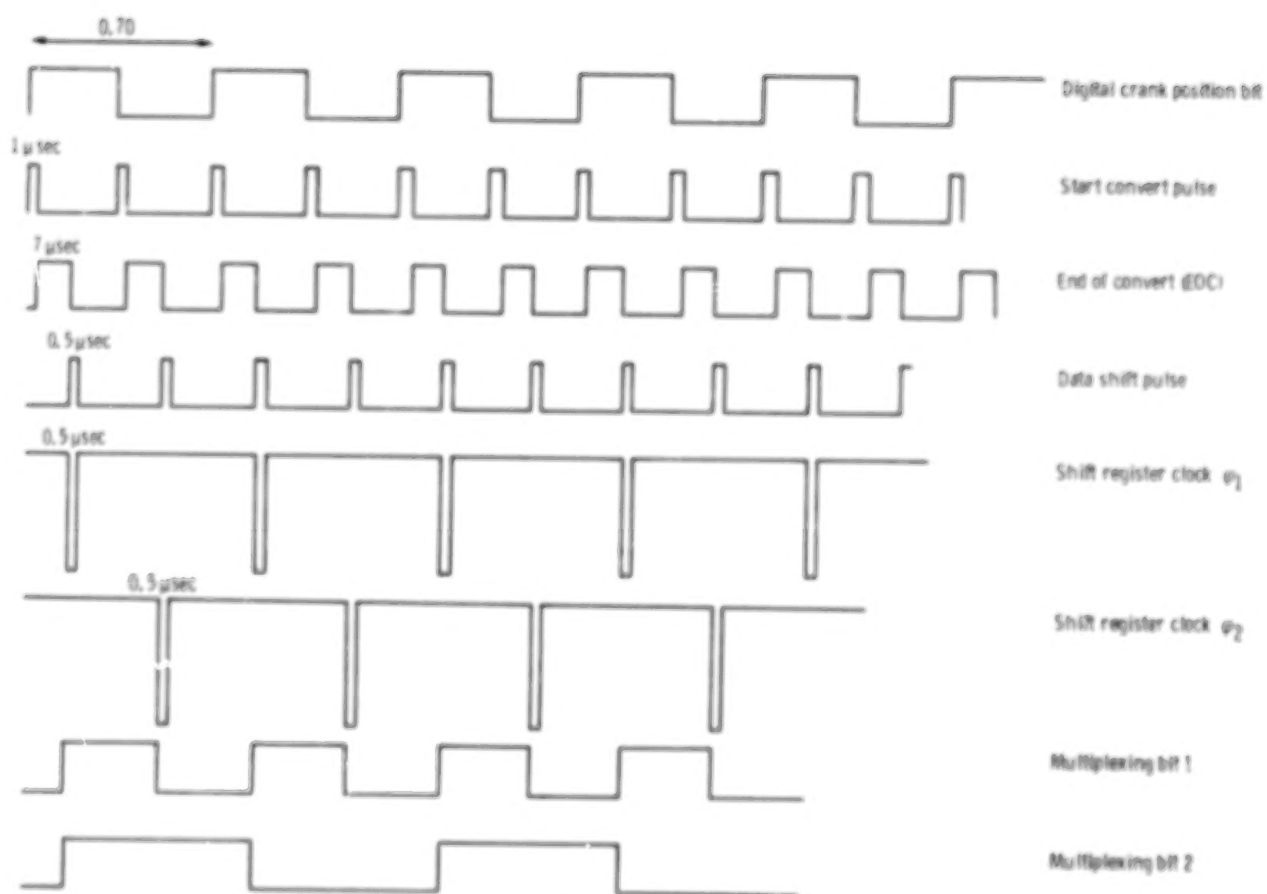 0.70
Digital crank position bit
1 μsec
Start convert pulse
7 μsec
End of convert (EOC)
0.5 μsec
Data shift pulse
0.5 μsec
Shift register clock φ1
0.5 μsec
Shift register clock φ2
Multiplexing bit 1
Multiplexing bit 2